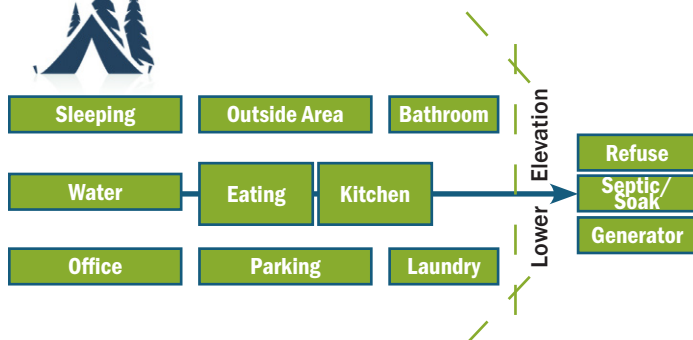 Sleeping
Outside Area
Bathroom
Water
Eating
Kitchen
Office
Parking
Laundry
Lower Elevation
Refuse
Septic/
Soak
Generator